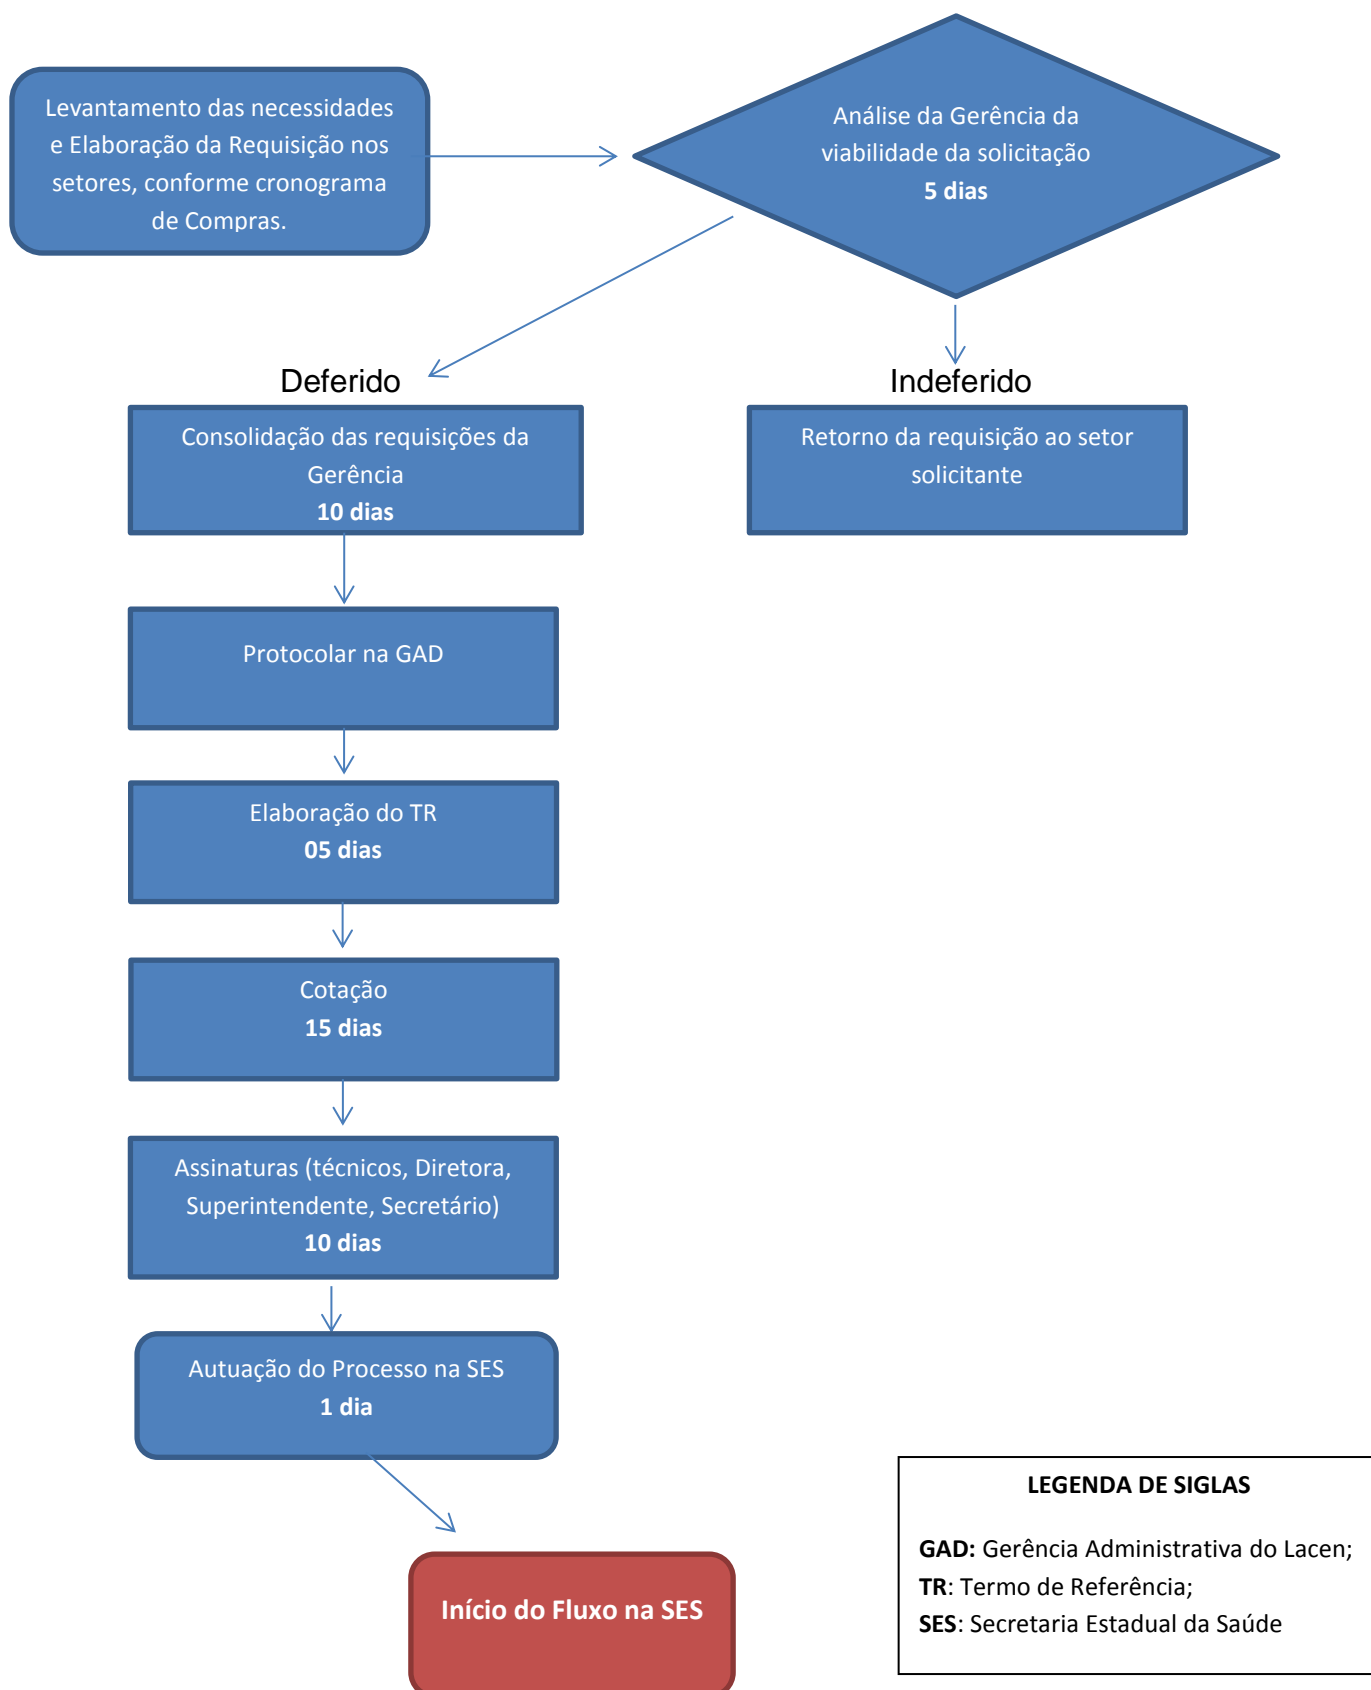 Levantamento das necessidades
e Elaboração da Requisição nos
setores, conforme cronograma
de Compras.
Análise da Gerência da
viabilidade da solicitação
5 dias
Deferido
Indeferido
Consolidação das requisições da
Gerência
10 dias
Retorno da requisição ao setor
solicitante
Protocolar na GAD
Elaboração do TR
05 dias
Cotação
15 dias
Assinaturas (técnicos, Diretora,
Superintendente, Secretário)
10 dias
Autuação do Processo na SES
1 dia
Início do Fluxo na SES
LEGENDA DE SIGLAS
GAD: Gerência Administrativa do Lacen;
TR: Termo de Referência;
SES: Secretaria Estadual da Saúde